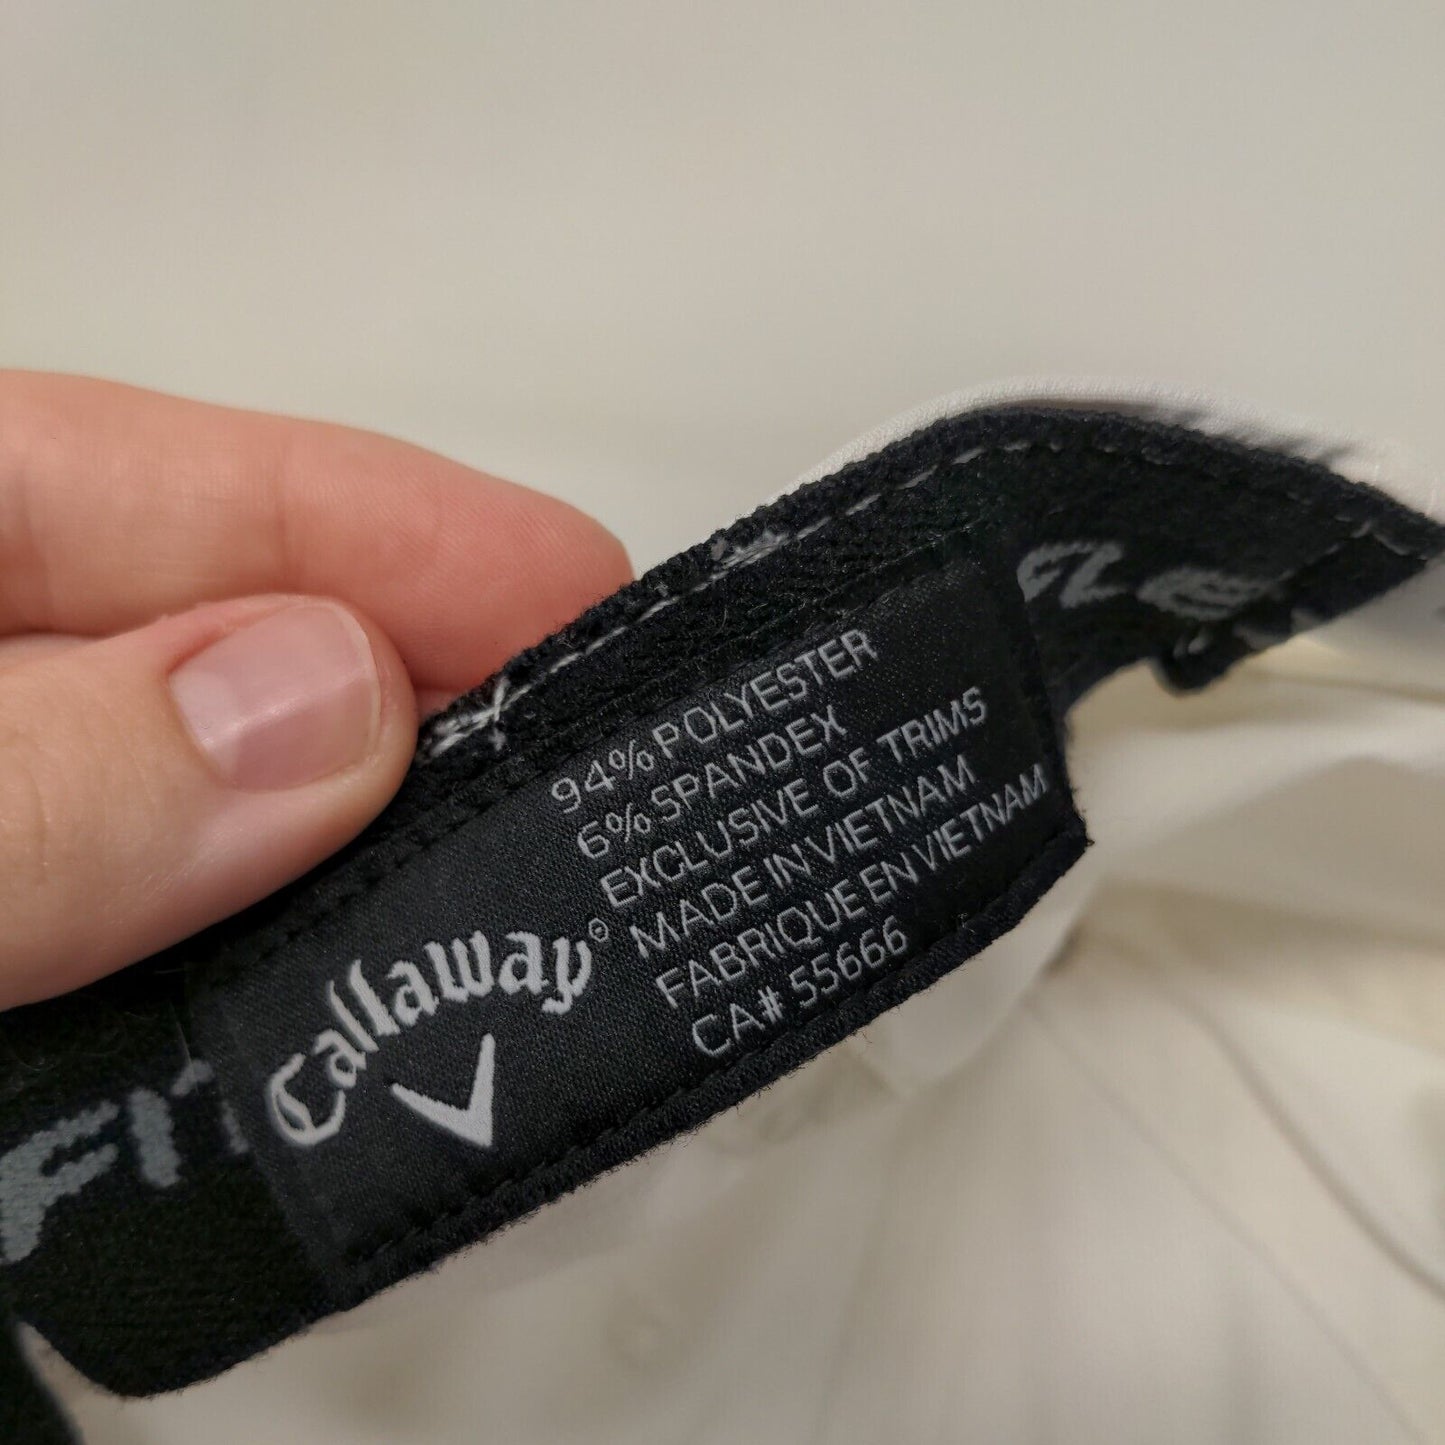 Callaway
94% POLYESTER
6% SPANDEX
EXCLUSIVE OF TRIMS
MADE IN VIETNAM
FABRIQUE EN VIETNAM
CA# 55666